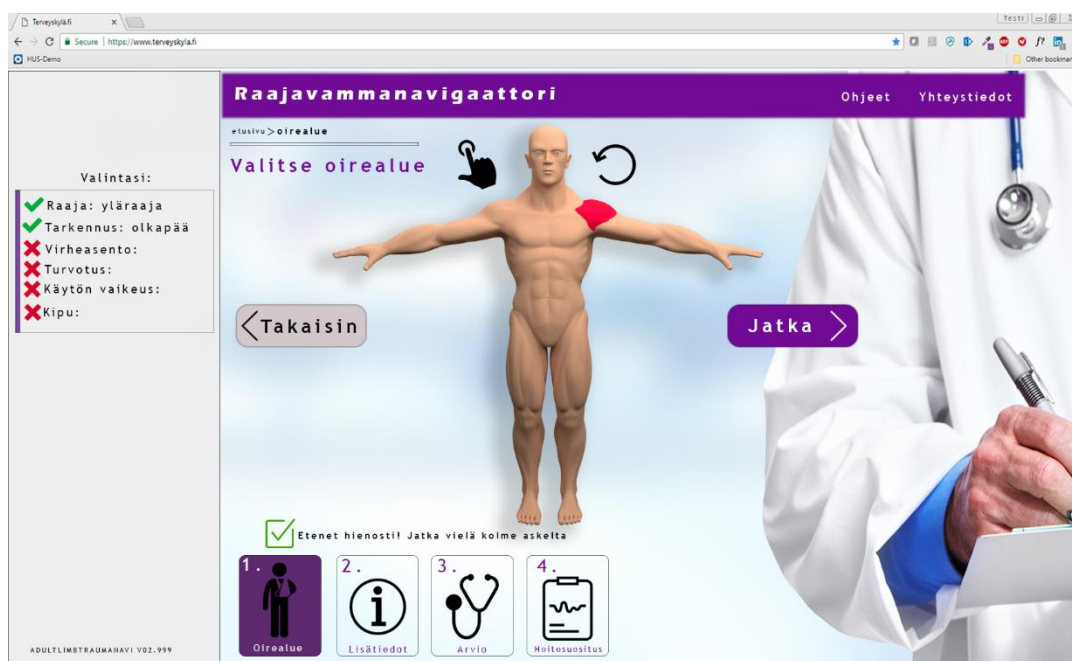 Terveyskylä.fi
Testi
Secure | https://www.terveyskyla.fi
HUS-Demo
Other bookmar
Raajavammanavigaattori
Ohjeet Yhteystiedot
etusivu>oirealue
Valitse oirealue
Valintasi:
Raaja: yläraaja
Tarkennus: olkapää
Virheasento:
Turvotus:
Käytön vaikeus:
Kipu:
Takaisin
Jatka
Etenet hienosti! Jatka vielä kolme askelta
1. 2. 3. 4.
Oirealue Lisätiedot Arvio Hoitosuositus
ADULTLIMBTRAUMANAVI V02.999